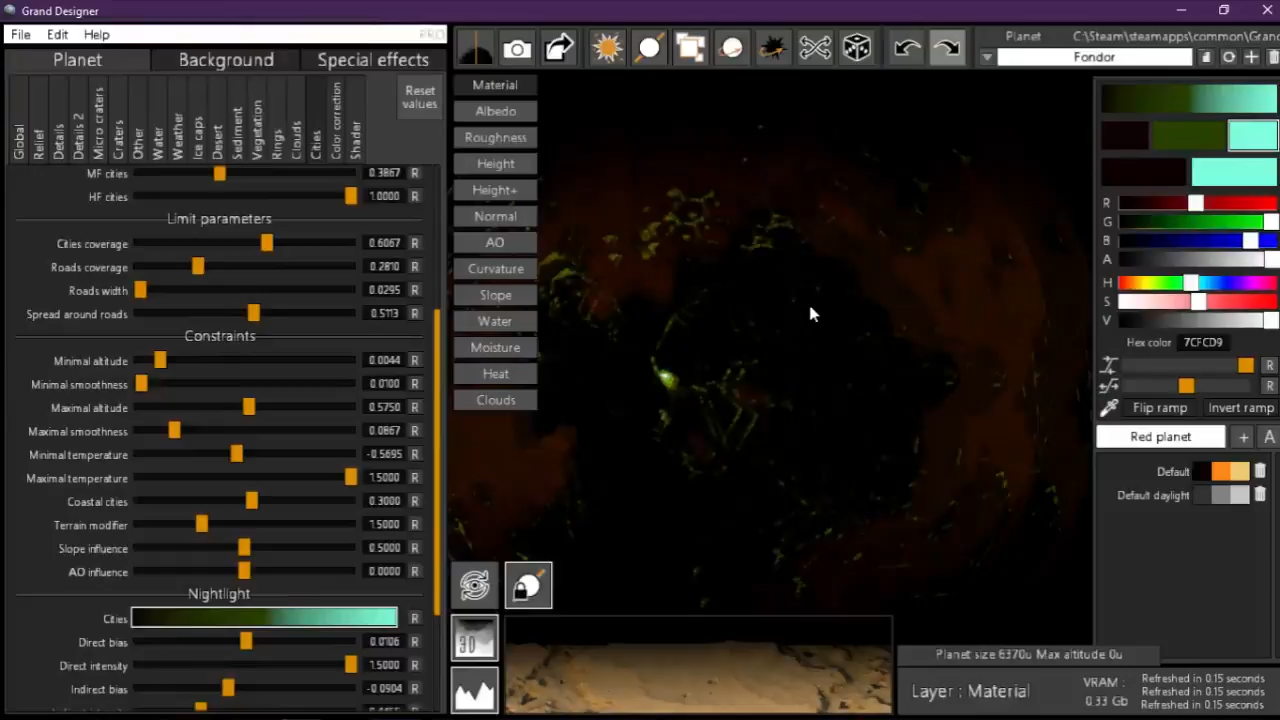 Grand Designer
File Edit Help PRO
Planet Background Special effects
Global
Relief
Details
Details 2
Micro craters
Craters
Other
Water
Weather
Ice caps
Desert
Sediment
Vegetation
Rings
Clouds
Cities
Color correction
Shader
Reset values
MF cities 0.3867 R
HF cities 1.0000 R
Limit parameters
Cities coverage 0.6067 R
Roads coverage 0.2810 R
Roads width 0.0295 R
Spread around roads 0.5113 R
Constraints
Minimal altitude 0.0044 R
Minimal smoothness 0.0100 R
Maximal altitude 0.5750 R
Maximal smoothness 0.0867 R
Minimal temperature -0.5695 R
Maximal temperature 1.5000 R
Coastal cities 0.3000 R
Terrain modifier 1.5000 R
Slope influence 0.5000 R
AO influence 0.0000 R
Nightlight
Cities R
Direct bias 0.0106 R
Direct intensity 1.5000 R
Indirect bias -0.0904 R
Material
Albedo
Roughness
Height
Height+
Normal
AO
Curvature
Slope
Water
Moisture
Heat
Clouds
3D
Planet C:\Steam\steamapps\common\Gran
Fondor
R
G
B
A
H
S
V
Hex color 7CFCD9
R
R
Flip ramp Invert ramp
Red planet + A
Default
Default daylight
Planet size 6370u Max altitude 0u
Layer : Material
VRAM :
0.33 Gb
Refreshed in 0.15 seconds
Refreshed in 0.15 seconds
Refreshed in 0.15 seconds